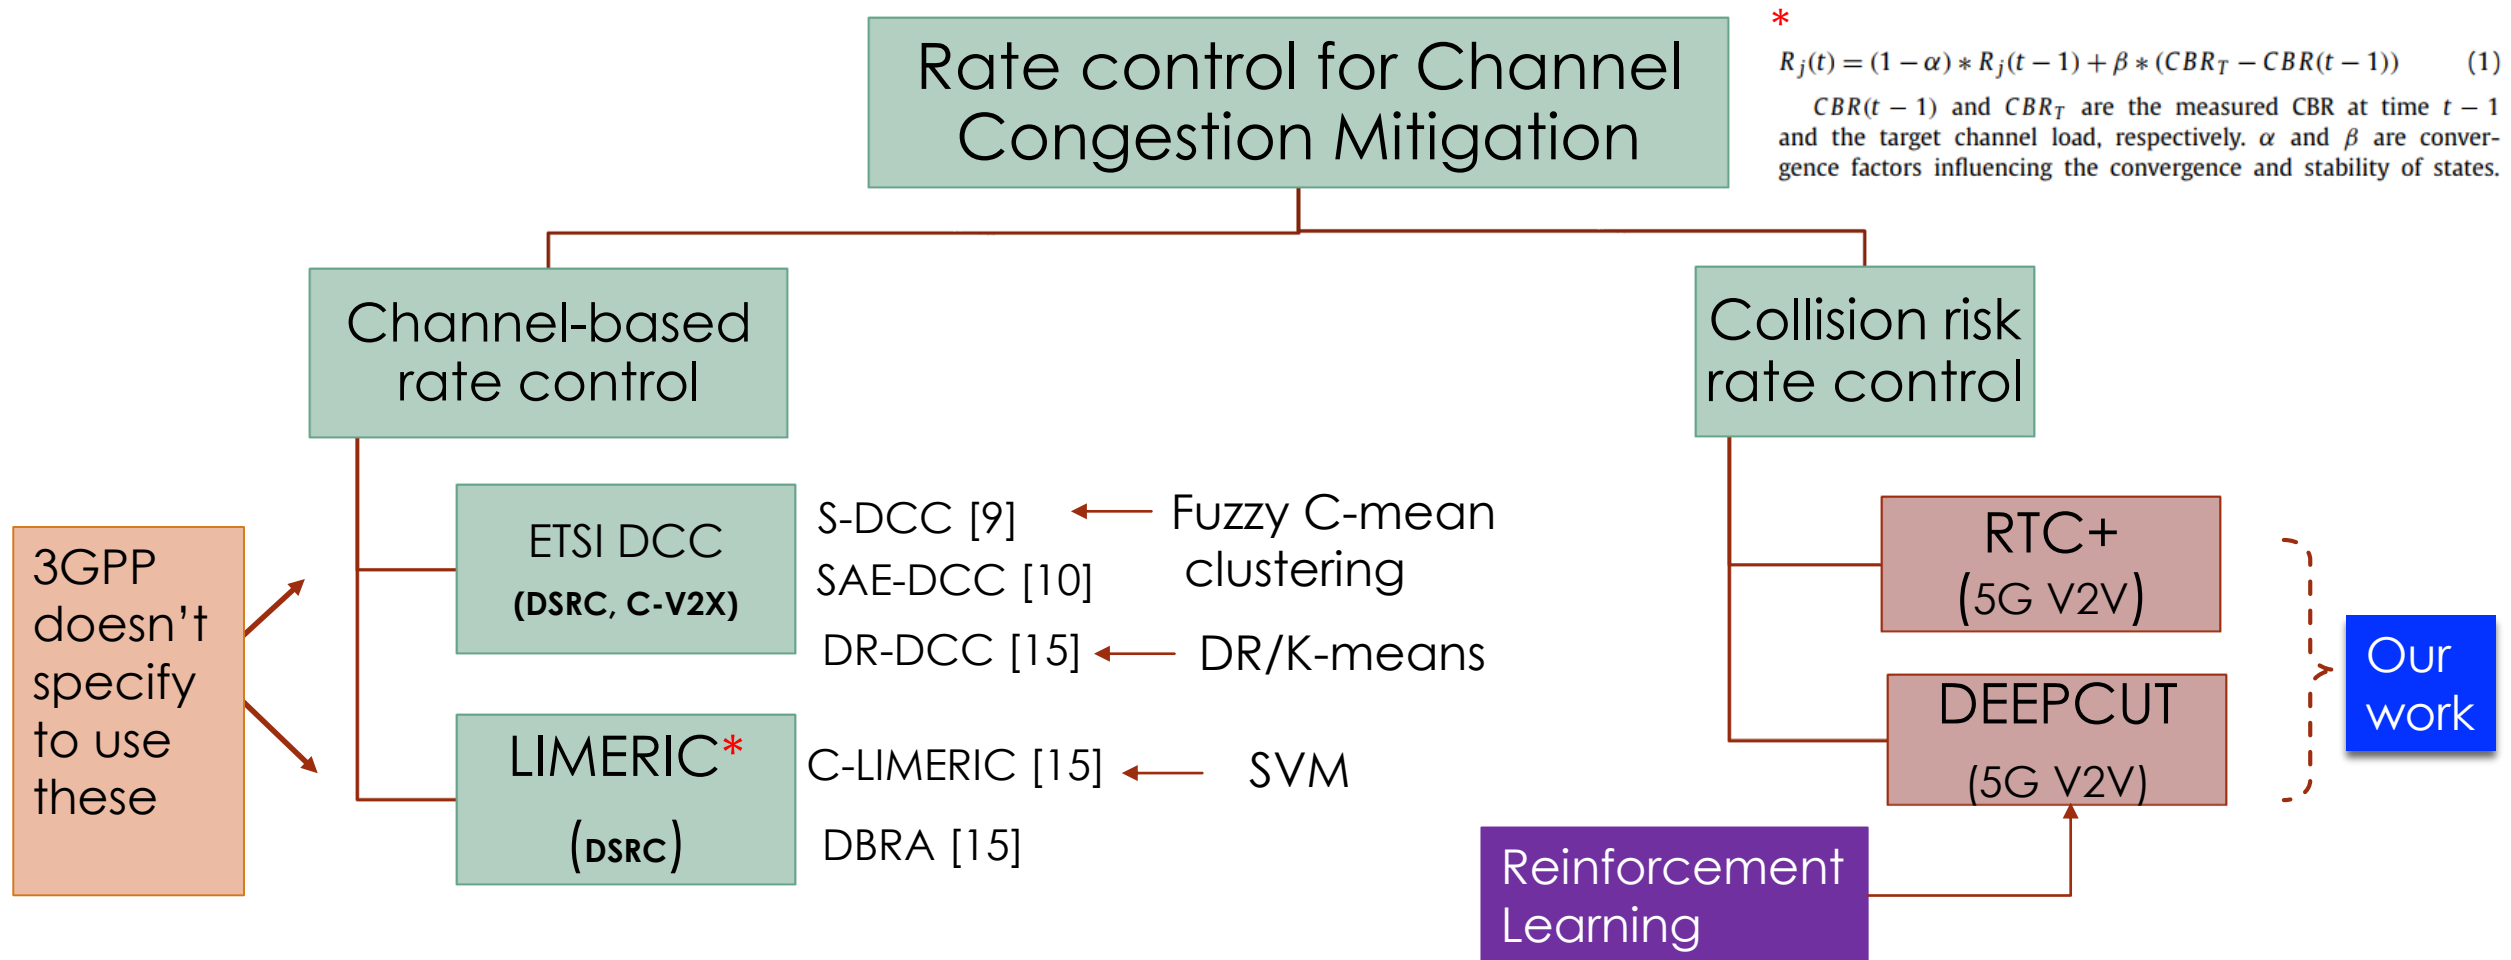 Rate control for Channel
Congestion Mitigation
*
R_j(t) = (1 − α) ∗ R_j(t − 1) + β ∗ (CBR_T − CBR(t − 1)) (1)
CBR(t − 1) and CBR_T are the measured CBR at time t − 1
and the target channel load, respectively. α and β are conver-
gence factors influencing the convergence and stability of states.
Channel-based
rate control
Collision risk
rate control
3GPP
doesn’t
specify
to use
these
ETSI DCC
(DSRC, C-V2X)
S-DCC [9]
Fuzzy C-mean
clustering
SAE-DCC [10]
DR-DCC [15]
DR/K-means
LIMERIC*
(DSRC)
C-LIMERIC [15]
SVM
DBRA [15]
RTC+
(5G V2V)
DEEPCUT
(5G V2V)
Our
work
Reinforcement
Learning